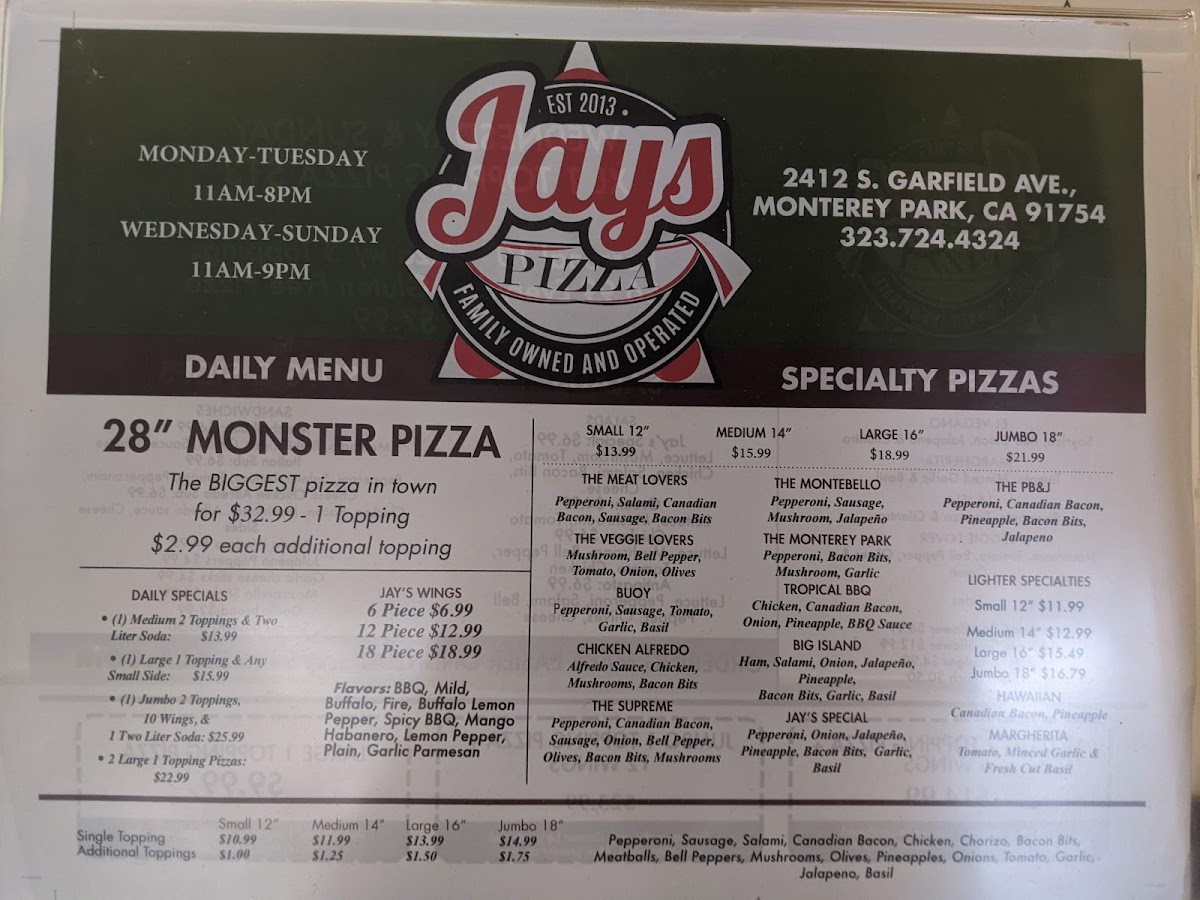 MONDAY-TUESDAY
11AM-8PM
WEDNESDAY-SUNDAY
11AM-9PM
EST 2013
Jays
PIZZA
FAMILY OWNED AND OPERATED
2412 S. GARFIELD AVE.,
MONTEREY PARK, CA 91754
323.724.4324
DAILY MENU
SPECIALTY PIZZAS
28" MONSTER PIZZA
The BIGGEST pizza in town
for $32.99 - 1 Topping
$2.99 each additional topping
DAILY SPECIALS
• (1) Medium 2 Toppings & Two
Liter Soda: $13.99
• (1) Large 1 Topping & Any
Small Side: $15.99
• (1) Jumbo 2 Toppings,
10 Wings, &
1 Two Liter Soda: $25.99
• 2 Large 1 Topping Pizzas:
$22.99
JAY'S WINGS
6 Piece $6.99
12 Piece $12.99
18 Piece $18.99
Flavors: BBQ, Mild,
Buffalo, Fire, Buffalo Lemon
Pepper, Spicy BBQ, Mango
Habanero, Lemon Pepper,
Plain, Garlic Parmesan
SMALL 12" MEDIUM 14" LARGE 16" JUMBO 18"
$13.99 $15.99 $18.99 $21.99
THE MEAT LOVERS
Pepperoni, Salami, Canadian
Bacon, Sausage, Bacon Bits
THE VEGGIE LOVERS
Mushroom, Bell Pepper,
Tomato, Onion, Olives
BUOY
Pepperoni, Sausage, Tomato,
Garlic, Basil
CHICKEN ALFREDO
Alfredo Sauce, Chicken,
Mushrooms, Bacon Bits
THE SUPREME
Pepperoni, Canadian Bacon,
Sausage, Onion, Bell Pepper,
Olives, Bacon Bits, Mushrooms
THE MONTEBELLO
Pepperoni, Sausage,
Mushroom, Jalapeño
THE MONTEREY PARK
Pepperoni, Bacon Bits,
Mushroom, Garlic
TROPICAL BBQ
Chicken, Canadian Bacon,
Onion, Pineapple, BBQ Sauce
BIG ISLAND
Ham, Salami, Onion, Jalapeño,
Pineapple,
Bacon Bits, Garlic, Basil
JAY'S SPECIAL
Pepperoni, Onion, Jalapeño,
Pineapple, Bacon Bits, Garlic,
Basil
THE PB&J
Pepperoni, Canadian Bacon,
Pineapple, Bacon Bits,
Jalapeno
LIGHTER SPECIALTIES
Small 12" $11.99
Medium 14" $12.99
Large 16" $15.49
Jumbo 18" $16.79
HAWAIIAN
Canadian Bacon, Pineapple
MARGHERITA
Tomato, Minced Garlic &
Fresh Cut Basil
Small 12" Medium 14" Large 16" Jumbo 18"
Single Topping $10.99 $11.99 $13.99 $14.99
Additional Toppings $1.00 $1.25 $1.50 $1.75
Pepperoni, Sausage, Salami, Canadian Bacon, Chicken, Chorizo, Bacon Bits,
Meatballs, Bell Peppers, Mushrooms, Olives, Pineapples, Onions, Tomato, Garlic,
Jalapeno, Basil